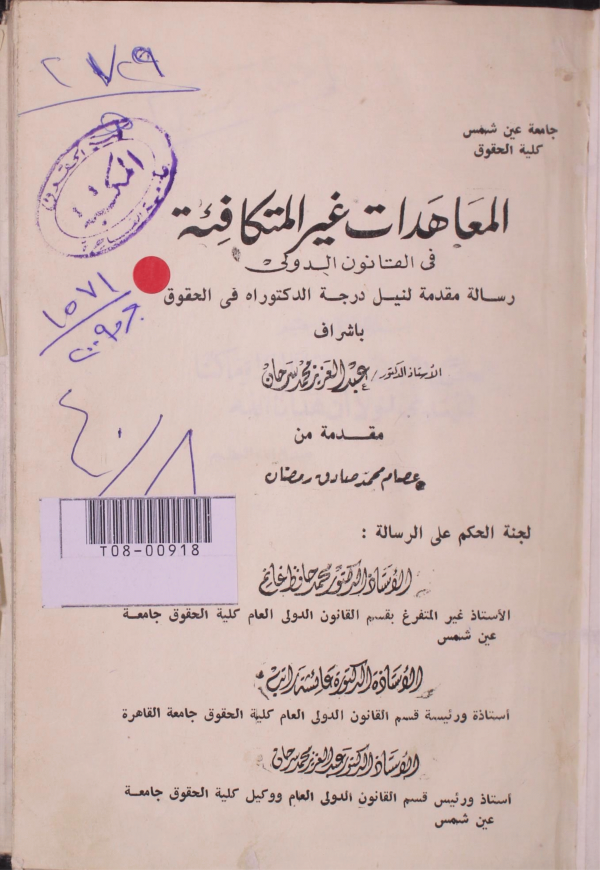 ٢٧٥٩
جامعة عين شمس
كلية الحقوق
المكتبة
المعاهدات غير المتكافئة
فى القانون الدولى
رسالة مقدمة لنيل درجة الدكتوراه فى الحقوق
باشراف
الأستاذ الدكتور / عبد العزيز محمد سرحان
مقدمة من
عصام محمد صادق رمضان
١٥٧١
٤٠/٨
لجنة الحكم على الرسالة :
T08-00918
الأستاذ الدكتور محمد حافظ غانم
الأستاذ غير المتفرغ بقسم القانون الدولى العام كلية الحقوق جامعة
عين شمس
الأستاذة الدكتورة عائشة راتب
أستاذة ورئيسة قسم القانون الدولى العام كلية الحقوق جامعة القاهرة
الأستاذ الدكتور عبد العزيز محمد سرحان
أستاذ ورئيس قسم القانون الدولى العام ووكيل كلية الحقوق جامعة
عين شمس